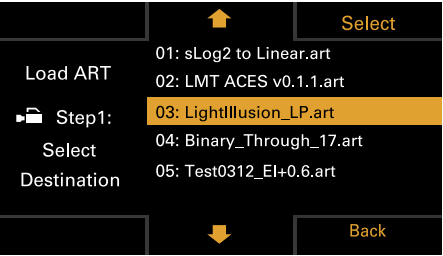 Select
Load ART
Step1:
Select
Destination
01: sLog2 to Linear.art
02: LMT ACES v0.1.1.art
03: LightIllusion_LP.art
04: Binary_Through_17.art
05: Test0312_EI+0.6.art
Back